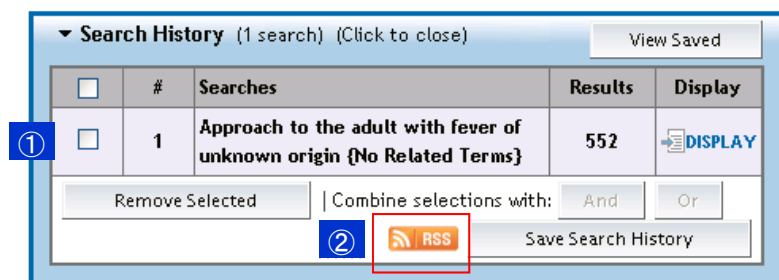 ▼ Search History (1 search) (Click to close) View Saved
# Searches Results Display
① 1 Approach to the adult with fever of unknown origin {No Related Terms} 552 DISPLAY
Remove Selected | Combine selections with: And Or
② RSS Save Search History